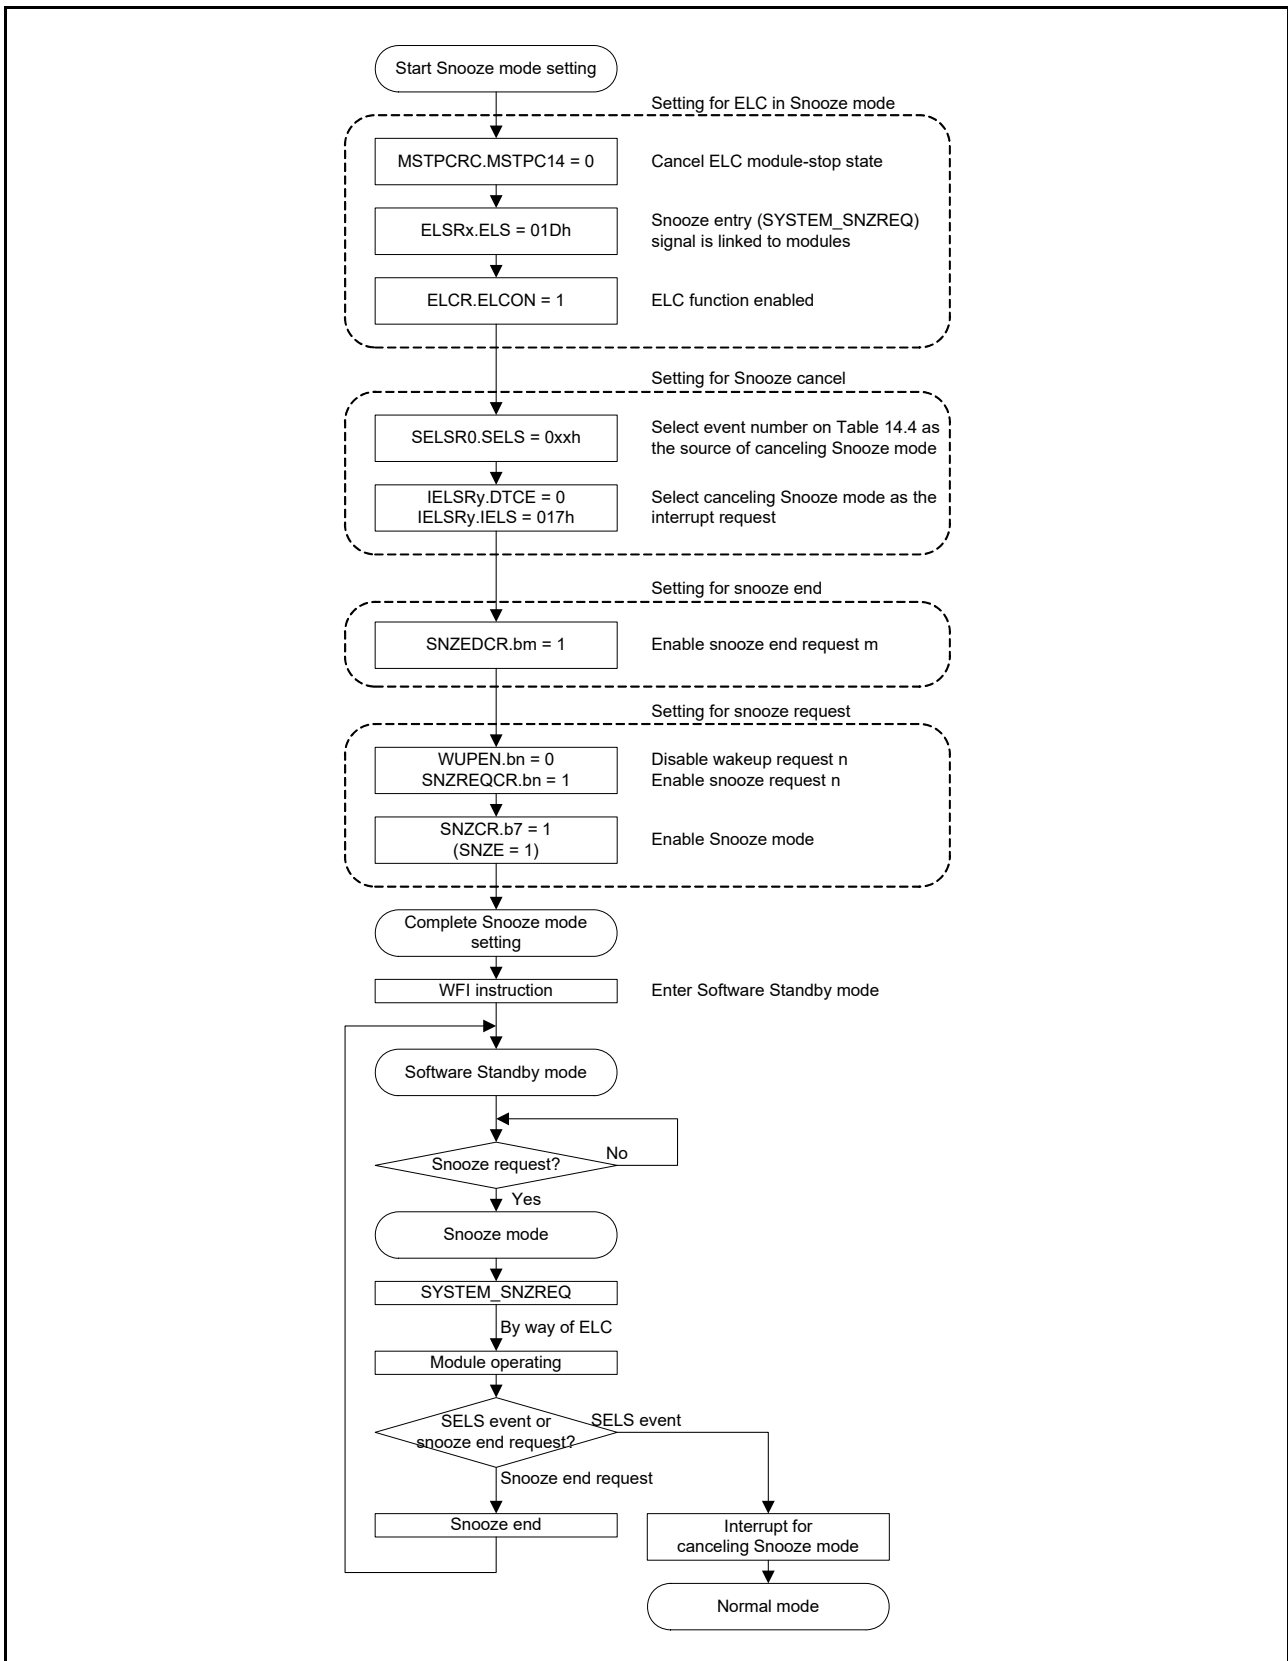 Start Snooze mode setting
Setting for ELC in Snooze mode
MSTPCRC.MSTPC14 = 0
Cancel ELC module-stop state
ELSRx.ELS = 01Dh
Snooze entry (SYSTEM_SNZREQ)
signal is linked to modules
ELCR.ELCON = 1
ELC function enabled
Setting for Snooze cancel
SELSR0.SELS = 0xxh
Select event number on Table 14.4 as
the source of canceling Snooze mode
IELSRy.DTCE = 0
IELSRy.IELS = 017h
Select canceling Snooze mode as the
interrupt request
Setting for snooze end
SNZEDCR.bm = 1
Enable snooze end request m
Setting for snooze request
WUPEN.bn = 0
SNZREQCR.bn = 1
Disable wakeup request n
Enable snooze request n
SNZCR.b7 = 1
(SNZE = 1)
Enable Snooze mode
Complete Snooze mode
setting
WFI instruction
Enter Software Standby mode
Software Standby mode
Snooze request?
No
Yes
Snooze mode
SYSTEM_SNZREQ
By way of ELC
Module operating
SELS event or
snooze end request?
SELS event
Snooze end request
Snooze end
Interrupt for
canceling Snooze mode
Normal mode